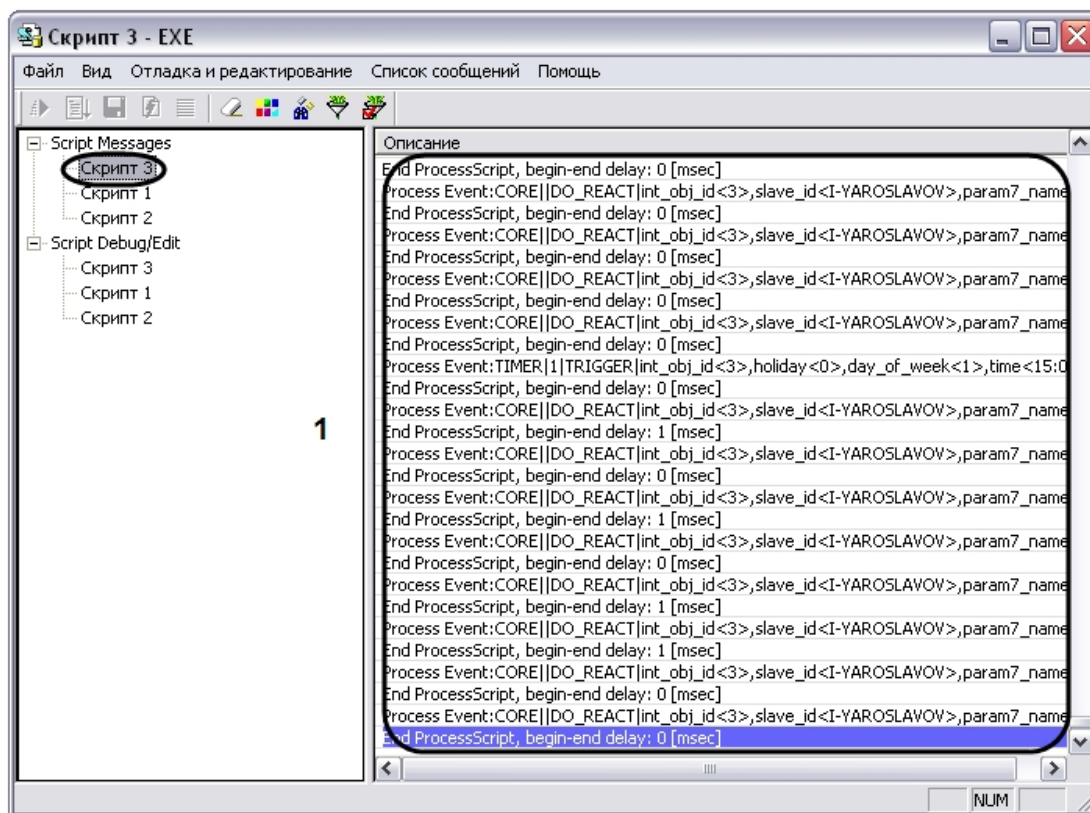 Скрипт 3 - EXE
Файл Вид Отладка и редактирование Список сообщений Помощь
Script Messages
Скрипт 3
Скрипт 1
Скрипт 2
Script Debug/Edit
Скрипт 3
Скрипт 1
Скрипт 2
1
Описание
End ProcessScript, begin-end delay: 0 [msec]
Process Event:CORE||DO_REACT|int_obj_id<3>,slave_id<I-YAROSLAVOV>,param7_name
End ProcessScript, begin-end delay: 0 [msec]
Process Event:CORE||DO_REACT|int_obj_id<3>,slave_id<I-YAROSLAVOV>,param7_name
End ProcessScript, begin-end delay: 0 [msec]
Process Event:CORE||DO_REACT|int_obj_id<3>,slave_id<I-YAROSLAVOV>,param7_name
End ProcessScript, begin-end delay: 0 [msec]
Process Event:CORE||DO_REACT|int_obj_id<3>,slave_id<I-YAROSLAVOV>,param7_name
End ProcessScript, begin-end delay: 0 [msec]
Process Event:TIMER|1|TRIGGER|int_obj_id<3>,holiday<0>,day_of_week<1>,time<15:0
End ProcessScript, begin-end delay: 0 [msec]
Process Event:CORE||DO_REACT|int_obj_id<3>,slave_id<I-YAROSLAVOV>,param7_name
End ProcessScript, begin-end delay: 1 [msec]
Process Event:CORE||DO_REACT|int_obj_id<3>,slave_id<I-YAROSLAVOV>,param7_name
End ProcessScript, begin-end delay: 0 [msec]
Process Event:CORE||DO_REACT|int_obj_id<3>,slave_id<I-YAROSLAVOV>,param7_name
End ProcessScript, begin-end delay: 1 [msec]
Process Event:CORE||DO_REACT|int_obj_id<3>,slave_id<I-YAROSLAVOV>,param7_name
End ProcessScript, begin-end delay: 0 [msec]
Process Event:CORE||DO_REACT|int_obj_id<3>,slave_id<I-YAROSLAVOV>,param7_name
End ProcessScript, begin-end delay: 1 [msec]
Process Event:CORE||DO_REACT|int_obj_id<3>,slave_id<I-YAROSLAVOV>,param7_name
End ProcessScript, begin-end delay: 1 [msec]
Process Event:CORE||DO_REACT|int_obj_id<3>,slave_id<I-YAROSLAVOV>,param7_name
End ProcessScript, begin-end delay: 0 [msec]
Process Event:CORE||DO_REACT|int_obj_id<3>,slave_id<I-YAROSLAVOV>,param7_name
End ProcessScript, begin-end delay: 0 [msec]
NUM